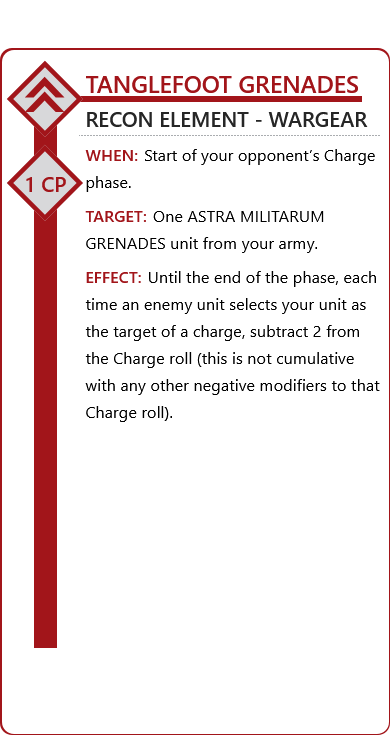 TANGLEFOOT GRENADES
RECON ELEMENT - WARGEAR
1 CP
WHEN: Start of your opponent’s Charge
phase.
TARGET: One ASTRA MILITARUM
GRENADES unit from your army.
EFFECT: Until the end of the phase, each
time an enemy unit selects your unit as
the target of a charge, subtract 2 from
the Charge roll (this is not cumulative
with any other negative modifiers to that
Charge roll).